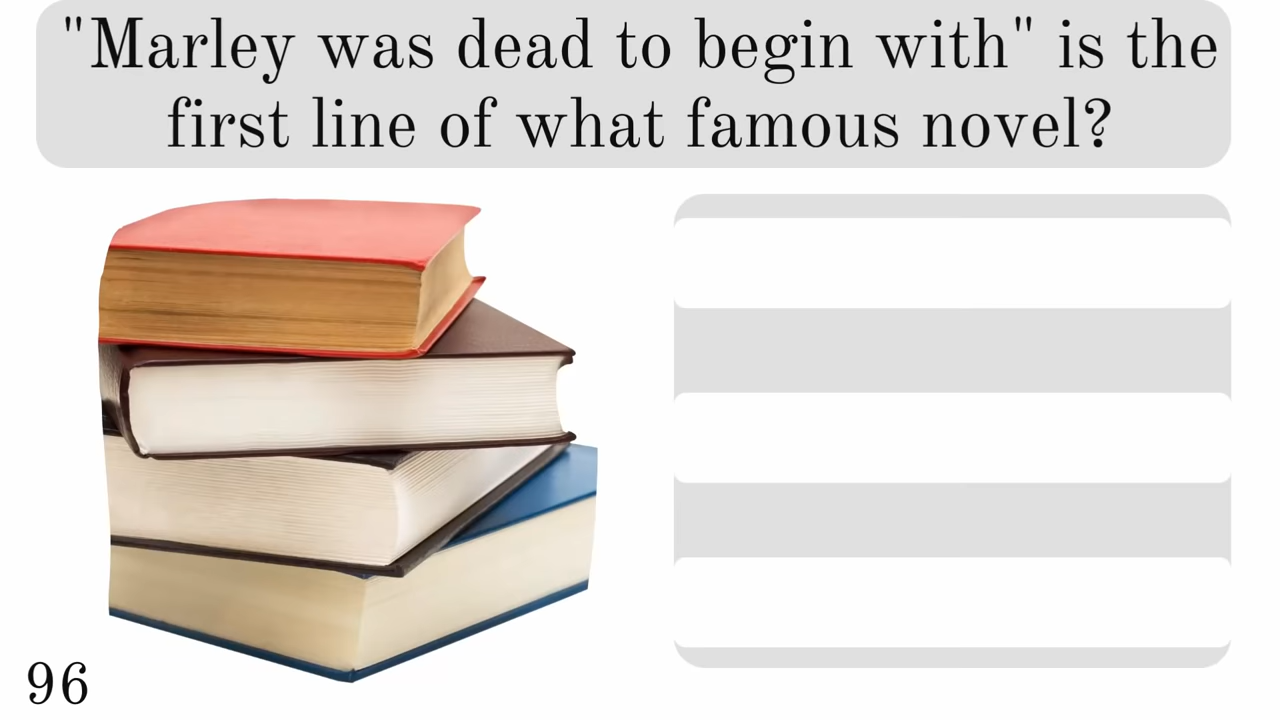 "Marley was dead to begin with" is the
first line of what famous novel?
96